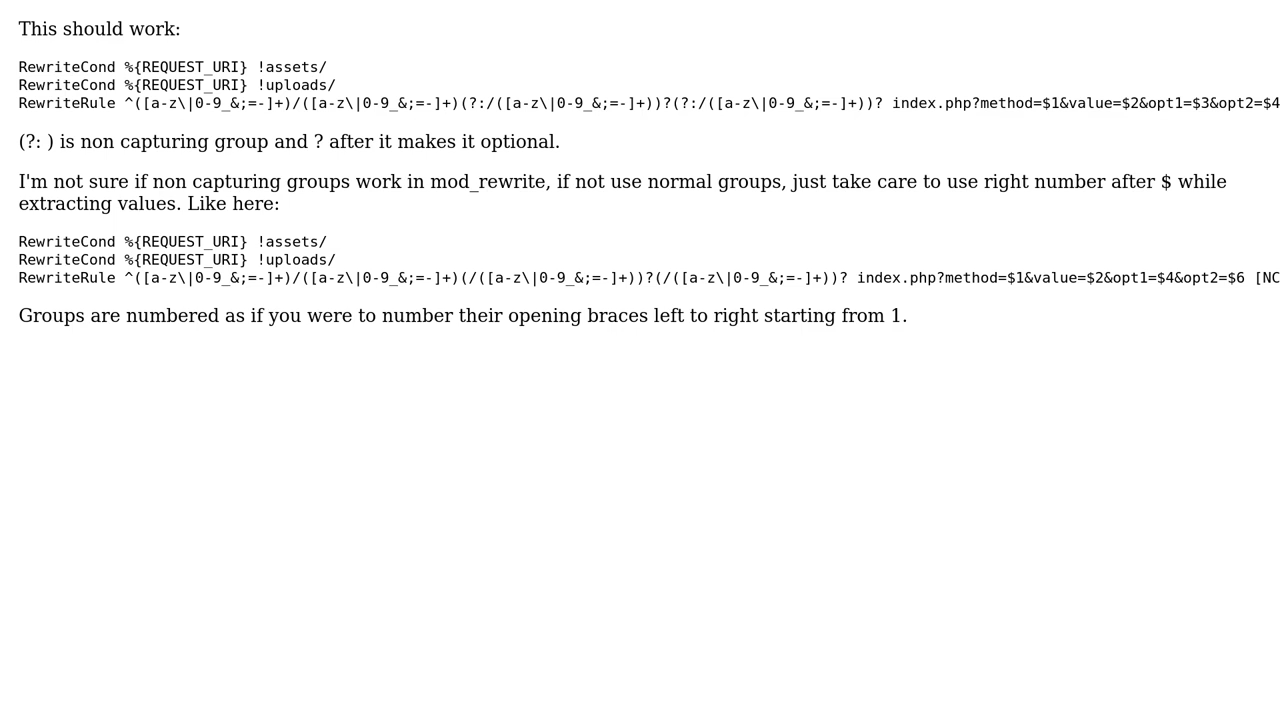 This should work:
RewriteCond %{REQUEST_URI} !assets/
RewriteCond %{REQUEST_URI} !uploads/
RewriteRule ^([a-z\|0-9_&;=-]+)/([a-z\|0-9_&;=-]+)(?:/([a-z\|0-9_&;=-]+))?(?:/([a-z\|0-9_&;=-]+))? index.php?method=$1&value=$2&opt1=$3&opt2=$4
(?: ) is non capturing group and ? after it makes it optional.
I'm not sure if non capturing groups work in mod_rewrite, if not use normal groups, just take care to use right number after $ while
extracting values. Like here:
RewriteCond %{REQUEST_URI} !assets/
RewriteCond %{REQUEST_URI} !uploads/
RewriteRule ^([a-z\|0-9_&;=-]+)/([a-z\|0-9_&;=-]+)(/([a-z\|0-9_&;=-]+))?(/([a-z\|0-9_&;=-]+))? index.php?method=$1&value=$2&opt1=$4&opt2=$6 [NC
Groups are numbered as if you were to number their opening braces left to right starting from 1.